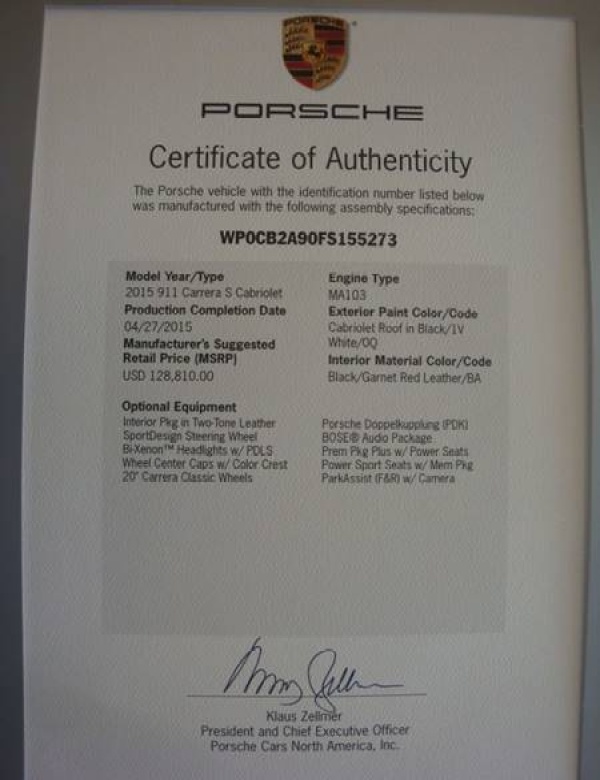 PORSCHE
PORSCHE
Certificate of Authenticity
The Porsche vehicle with the identification number listed below
was manufactured with the following assembly specifications:
WP0CB2A90FS155273
Model Year/Type
2015 911 Carrera S Cabriolet
Production Completion Date
04/27/2015
Manufacturer's Suggested
Retail Price (MSRP)
USD 128,810.00
Engine Type
MA103
Exterior Paint Color/Code
Cabriolet Roof in Black/1V
White/0Q
Interior Material Color/Code
Black/Garnet Red Leather/BA
Optional Equipment
Interior Pkg in Two-Tone Leather
SportDesign Steering Wheel
Bi-Xenon™ Headlights w/ PDLS
Wheel Center Caps w/ Color Crest
20" Carrera Classic Wheels
Porsche Doppelkupplung (PDK)
BOSE® Audio Package
Prem Pkg Plus w/ Power Seats
Power Sport Seats w/ Mem Pkg
ParkAssist (F&R) w/ Camera
Klaus Zellmer
President and Chief Executive Officer
Porsche Cars North America, Inc.